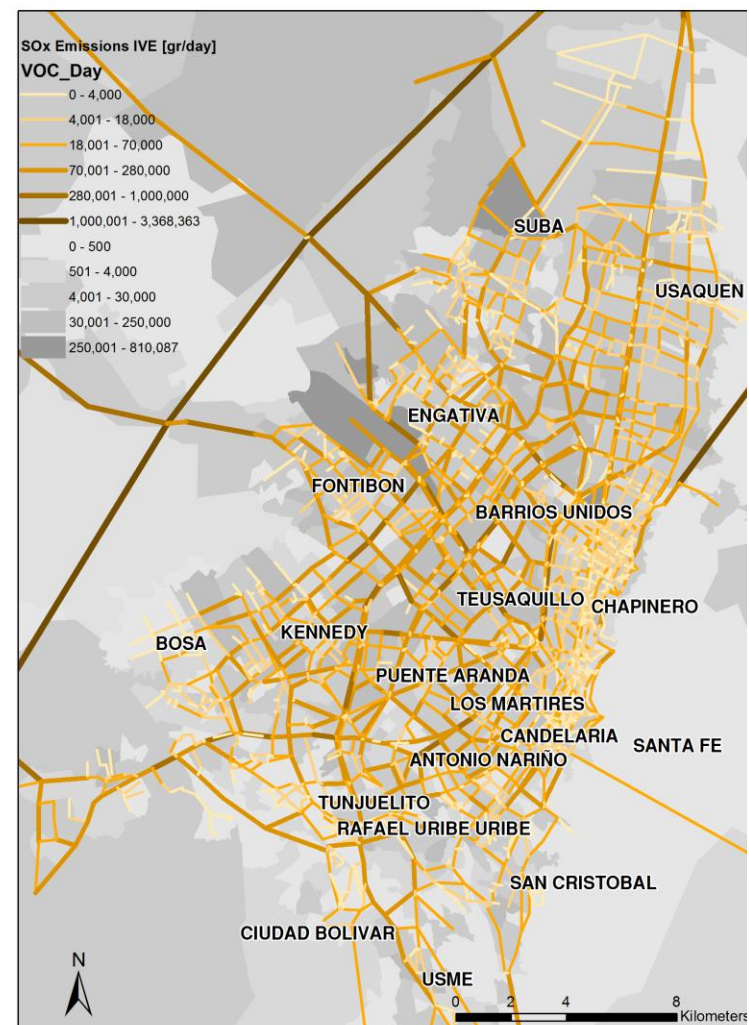 SOx Emissions IVE [gr/day]
VOC_Day
0 - 4,000
4,001 - 18,000
18,001 - 70,000
70,001 - 280,000
280,001 - 1,000,000
1,000,001 - 3,368,363
0 - 500
501 - 4,000
4,001 - 30,000
30,001 - 250,000
250,001 - 810,087
SUBA
USAQUEN
ENGATIVA
FONTIBON
BARRIOS UNIDOS
TEUSAQUILLO
CHAPINERO
KENNEDY
BOSA
PUENTE ARANDA
LOS MARTIRES
CANDELARIA
SANTA FE
ANTONIO NARIÑO
TUNJUELITO
RAFAEL URIBE URIBE
SAN CRISTOBAL
CIUDAD BOLIVAR
USME
N
0 2 4 8
Kilometers